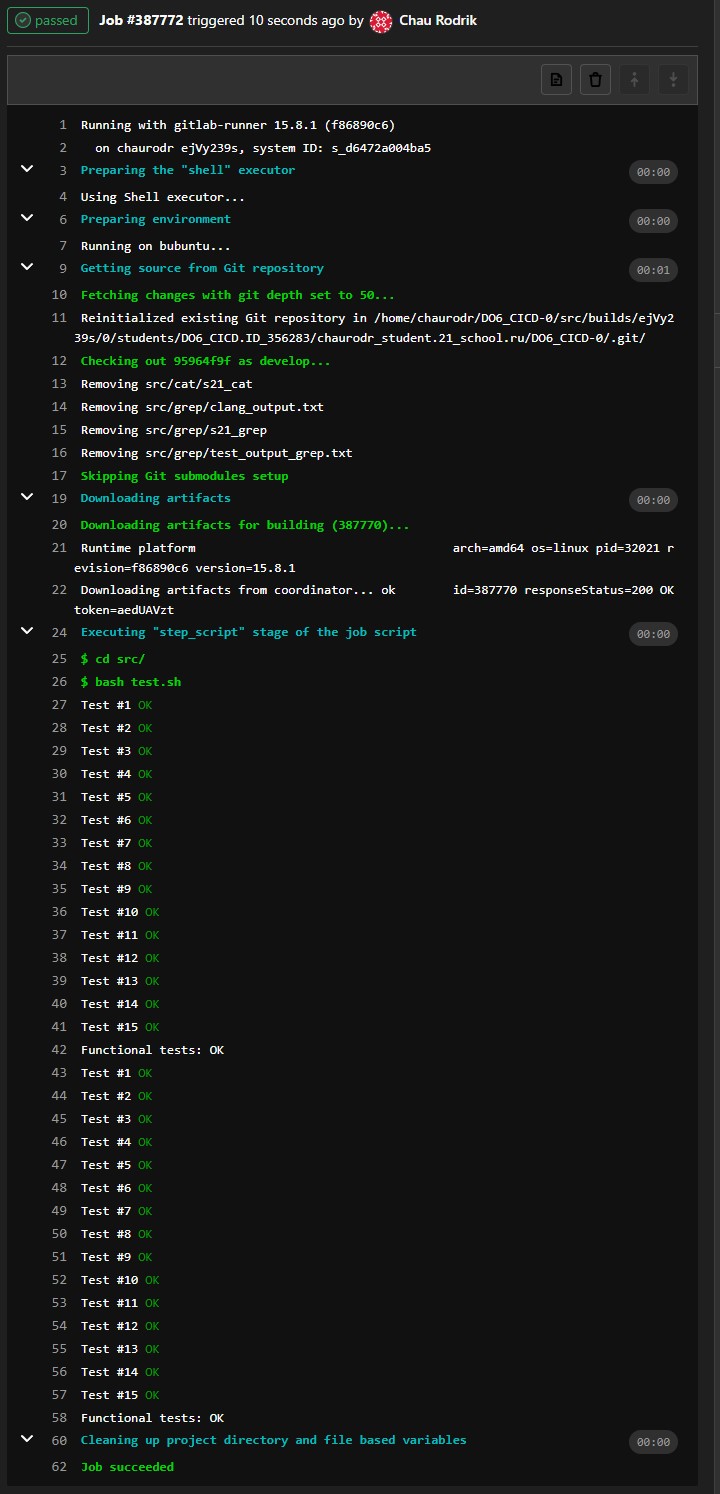 passed Job #387772 triggered 10 seconds ago by Chau Rodrik
1 Running with gitlab-runner 15.8.1 (f86890c6)
2 on chaurodr ejVy239s, system ID: s_d6472a004ba5
3 Preparing the "shell" executor 00:00
4 Using Shell executor...
6 Preparing environment 00:00
7 Running on bubuntu...
9 Getting source from Git repository 00:01
10 Fetching changes with git depth set to 50...
11 Reinitialized existing Git repository in /home/chaurodr/DO6_CICD-0/src/builds/ejVy2
39s/0/students/DO6_CICD.ID_356283/chaurodr_student.21_school.ru/DO6_CICD-0/.git/
12 Checking out 95964f9f as develop...
13 Removing src/cat/s21_cat
14 Removing src/grep/clang_output.txt
15 Removing src/grep/s21_grep
16 Removing src/grep/test_output_grep.txt
17 Skipping Git submodules setup
19 Downloading artifacts 00:00
20 Downloading artifacts for building (387770)...
21 Runtime platform arch=amd64 os=linux pid=32021 r
evision=f86890c6 version=15.8.1
22 Downloading artifacts from coordinator... ok id=387770 responseStatus=200 OK
token=aedUAVzt
24 Executing "step_script" stage of the job script 00:00
25 $ cd src/
26 $ bash test.sh
27 Test #1 OK
28 Test #2 OK
29 Test #3 OK
30 Test #4 OK
31 Test #5 OK
32 Test #6 OK
33 Test #7 OK
34 Test #8 OK
35 Test #9 OK
36 Test #10 OK
37 Test #11 OK
38 Test #12 OK
39 Test #13 OK
40 Test #14 OK
41 Test #15 OK
42 Functional tests: OK
43 Test #1 OK
44 Test #2 OK
45 Test #3 OK
46 Test #4 OK
47 Test #5 OK
48 Test #6 OK
49 Test #7 OK
50 Test #8 OK
51 Test #9 OK
52 Test #10 OK
53 Test #11 OK
54 Test #12 OK
55 Test #13 OK
56 Test #14 OK
57 Test #15 OK
58 Functional tests: OK
60 Cleaning up project directory and file based variables 00:00
62 Job succeeded